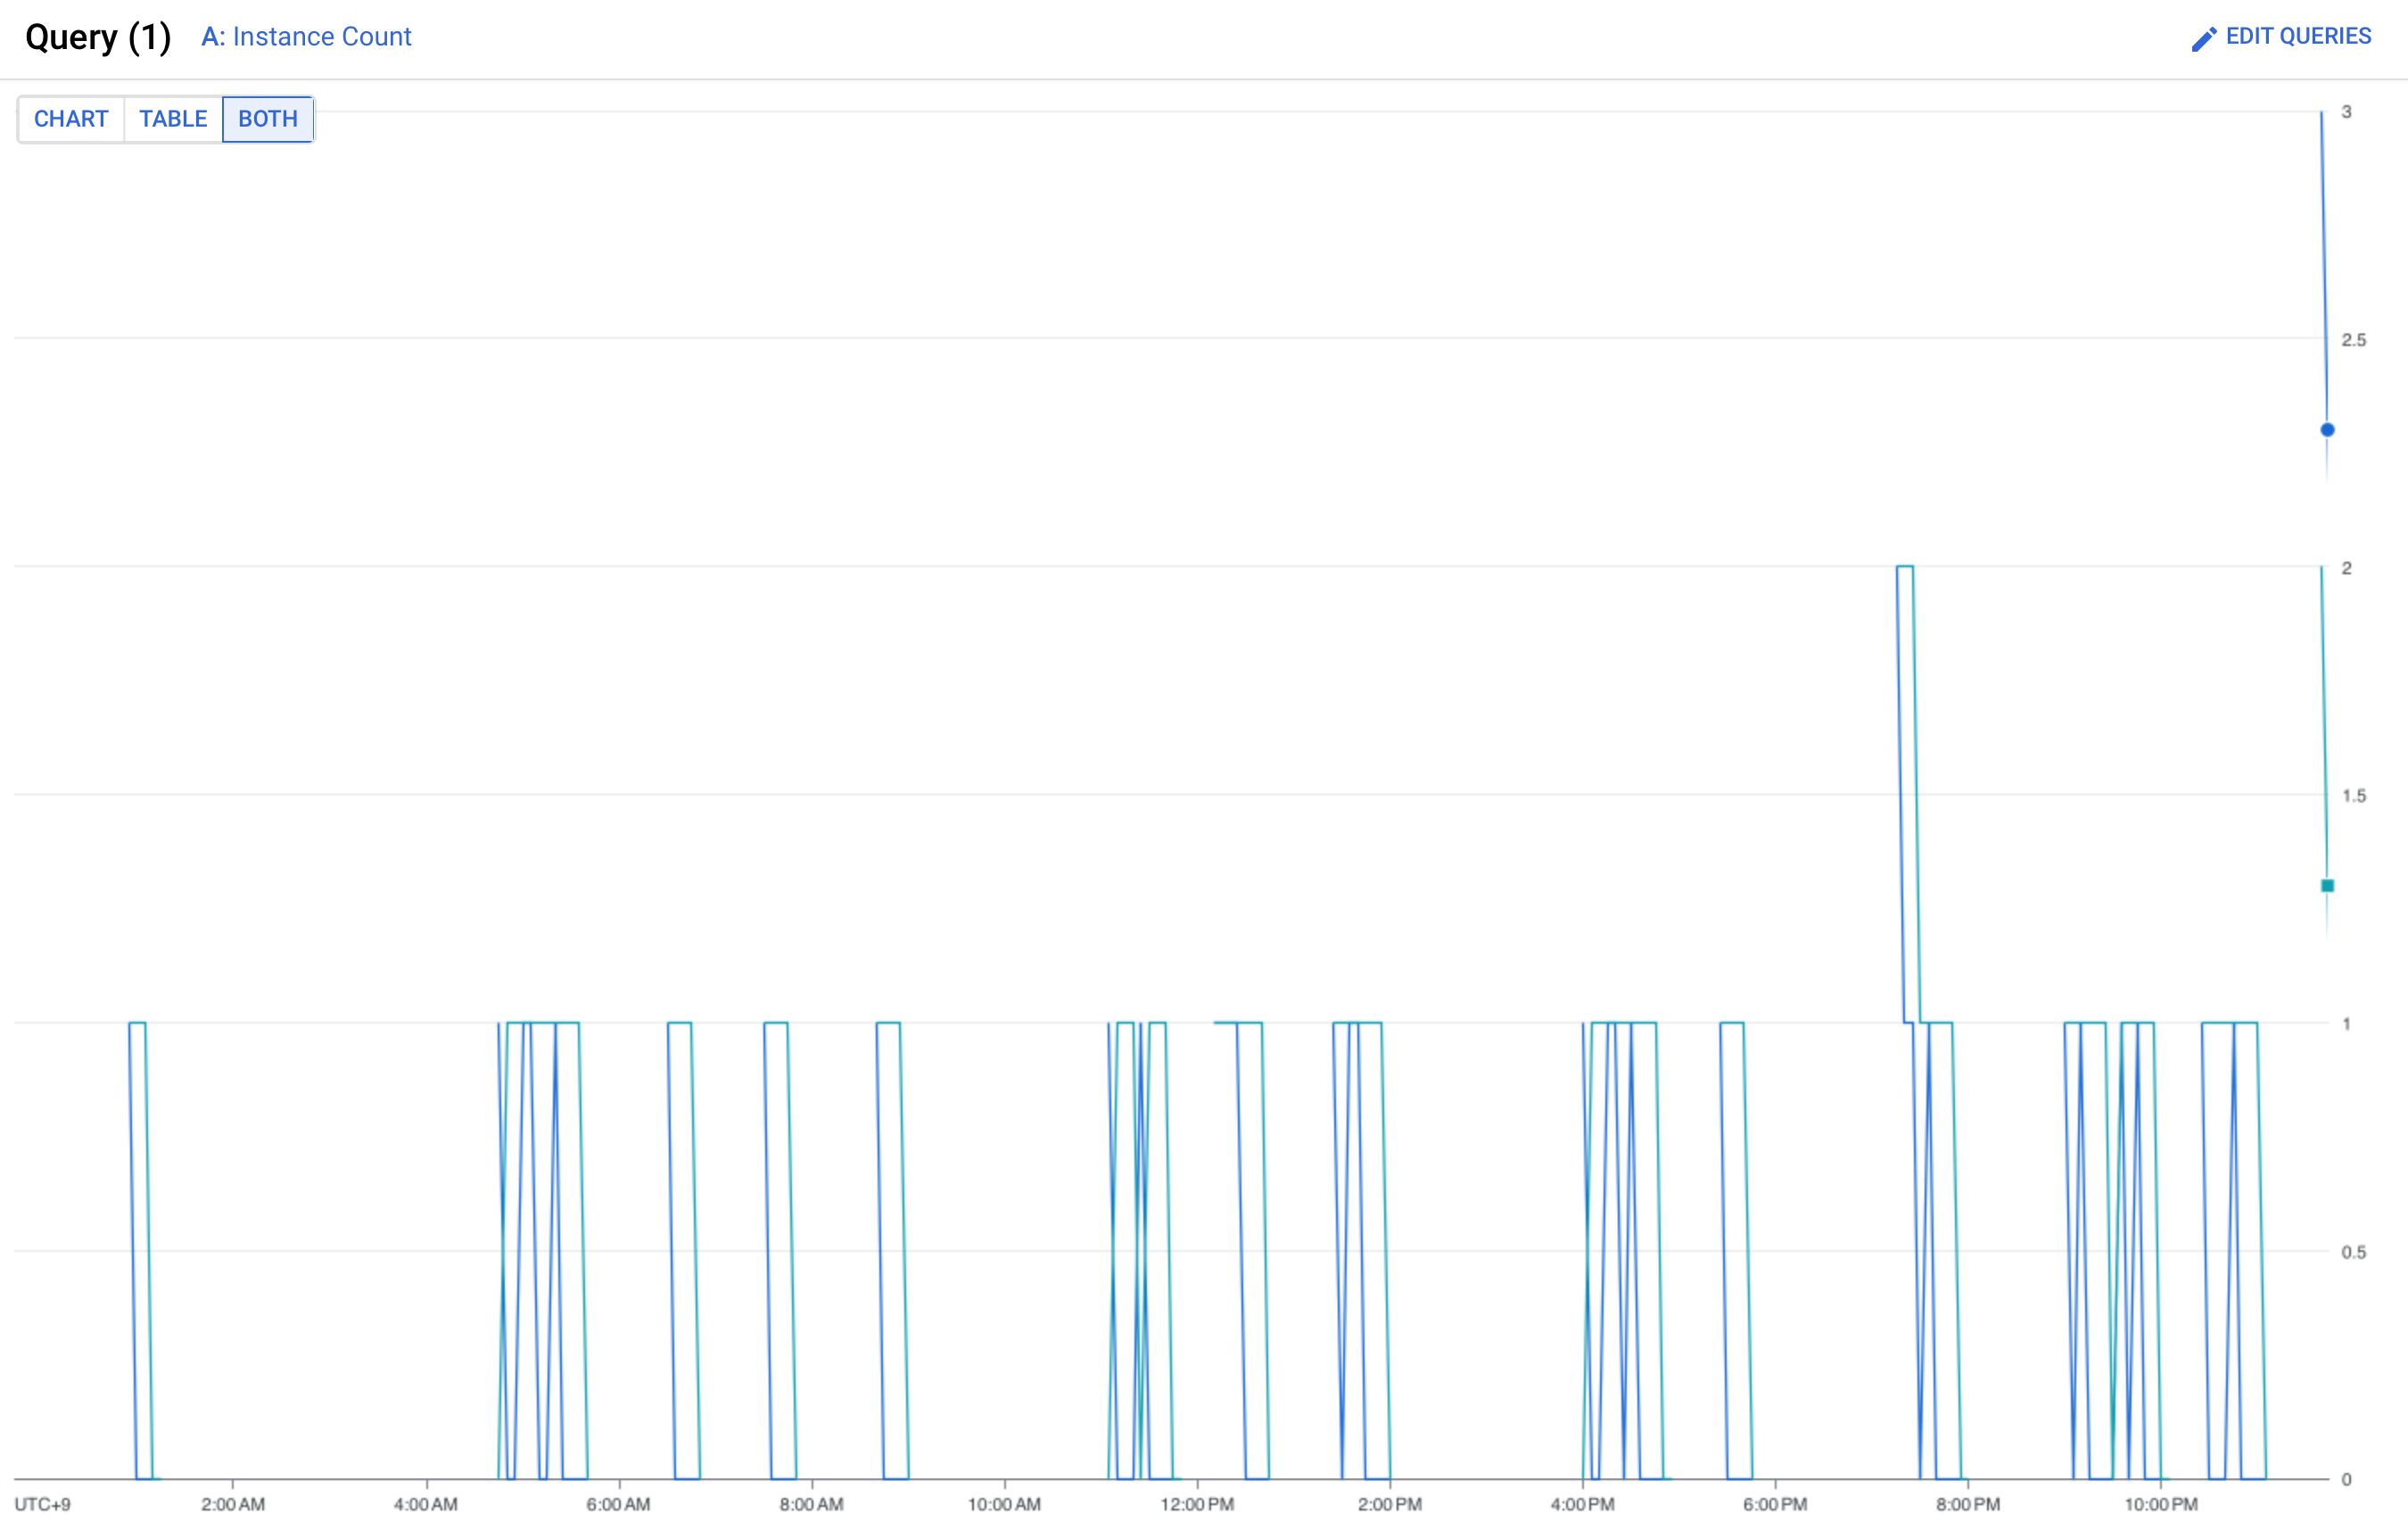 Query (1) A: Instance Count EDIT QUERIES
CHART TABLE BOTH
3
2.5
2
1.5
1
0.5
0
UTC+9 2:00 AM 4:00 AM 6:00 AM 8:00 AM 10:00 AM 12:00 PM 2:00 PM 4:00 PM 6:00 PM 8:00 PM 10:00 PM